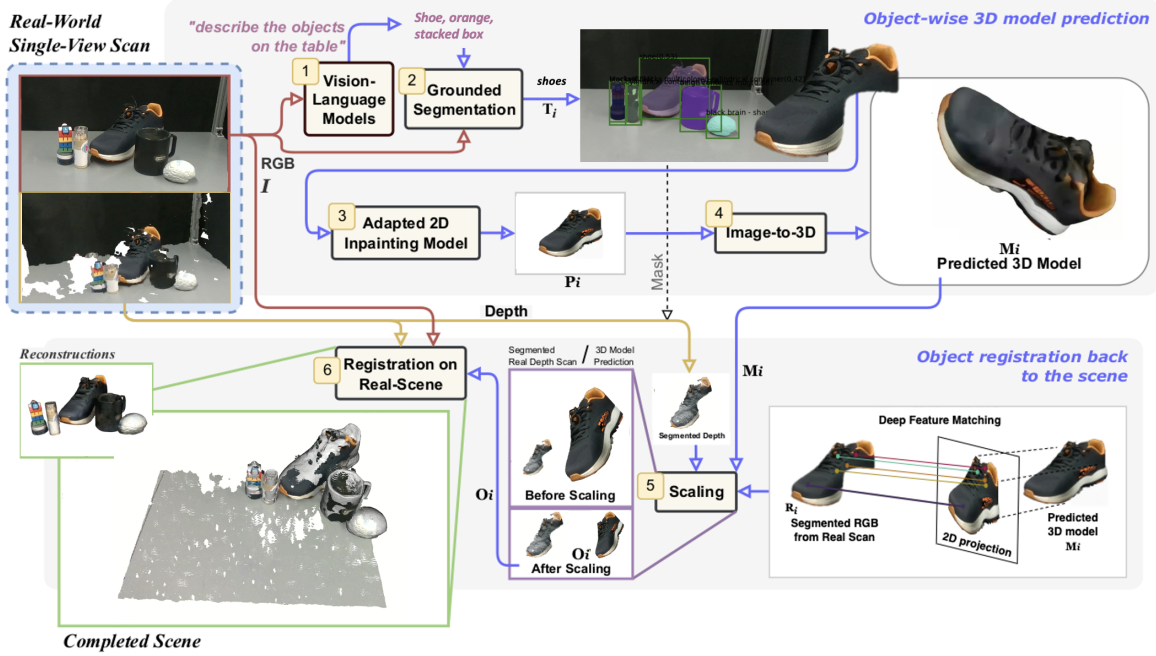 Real-World
Single-View Scan
"describe the objects
on the table"
Shoe, orange,
stacked box
Object-wise 3D model prediction
1
Vision-
Language
Models
2
Grounded
Segmentation
shoes
Ti
RGB
I
3
Adapted 2D
Inpainting Model
Pi
4
Image-to-3D
Mi
Predicted 3D Model
Mask
Depth
Reconstructions
6
Registration on
Real-Scene
Segmented
Real Depth Scan
/
3D Model
Prediction
Before Scaling
Oi
After Scaling
Oi
Segmented Depth
Mi
5
Scaling
Object registration back
to the scene
Deep Feature Matching
Ri
Segmented RGB
from Real Scan
2D projection
Predicted
3D model
Mi
Completed Scene